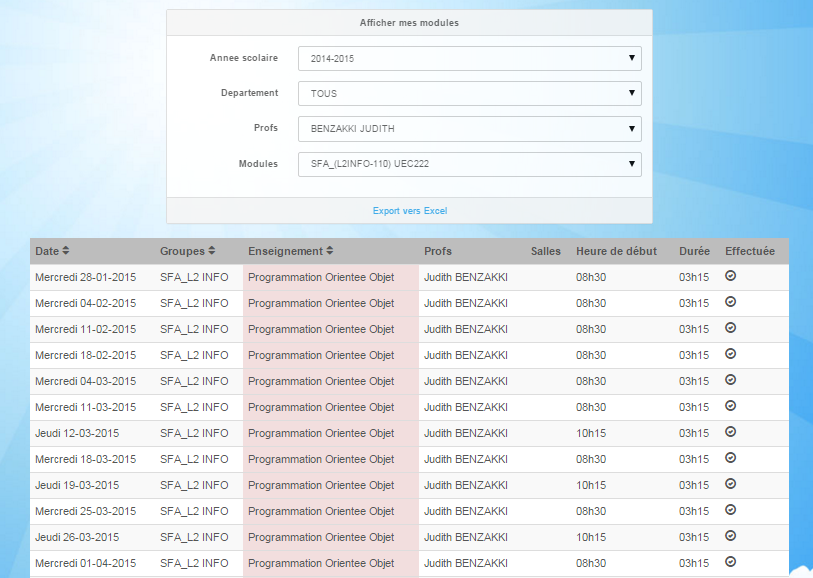 Afficher mes modules
Annee scolaire 2014-2015
Departement TOUS
Profs BENZAKKI JUDITH
Modules SFA_(L2INFO-110) UEC222
Export vers Excel
Date Groupes Enseignement Profs Salles Heure de début Durée Effectuée
Mercredi 28-01-2015 SFA_L2 INFO Programmation Orientee Objet Judith BENZAKKI 08h30 03h15
Mercredi 04-02-2015 SFA_L2 INFO Programmation Orientee Objet Judith BENZAKKI 08h30 03h15
Mercredi 11-02-2015 SFA_L2 INFO Programmation Orientee Objet Judith BENZAKKI 08h30 03h15
Mercredi 18-02-2015 SFA_L2 INFO Programmation Orientee Objet Judith BENZAKKI 08h30 03h15
Mercredi 04-03-2015 SFA_L2 INFO Programmation Orientee Objet Judith BENZAKKI 08h30 03h15
Mercredi 11-03-2015 SFA_L2 INFO Programmation Orientee Objet Judith BENZAKKI 08h30 03h15
Jeudi 12-03-2015 SFA_L2 INFO Programmation Orientee Objet Judith BENZAKKI 10h15 03h15
Mercredi 18-03-2015 SFA_L2 INFO Programmation Orientee Objet Judith BENZAKKI 08h30 03h15
Jeudi 19-03-2015 SFA_L2 INFO Programmation Orientee Objet Judith BENZAKKI 10h15 03h15
Mercredi 25-03-2015 SFA_L2 INFO Programmation Orientee Objet Judith BENZAKKI 08h30 03h15
Jeudi 26-03-2015 SFA_L2 INFO Programmation Orientee Objet Judith BENZAKKI 10h15 03h15
Mercredi 01-04-2015 SFA_L2 INFO Programmation Orientee Objet Judith BENZAKKI 08h30 03h15